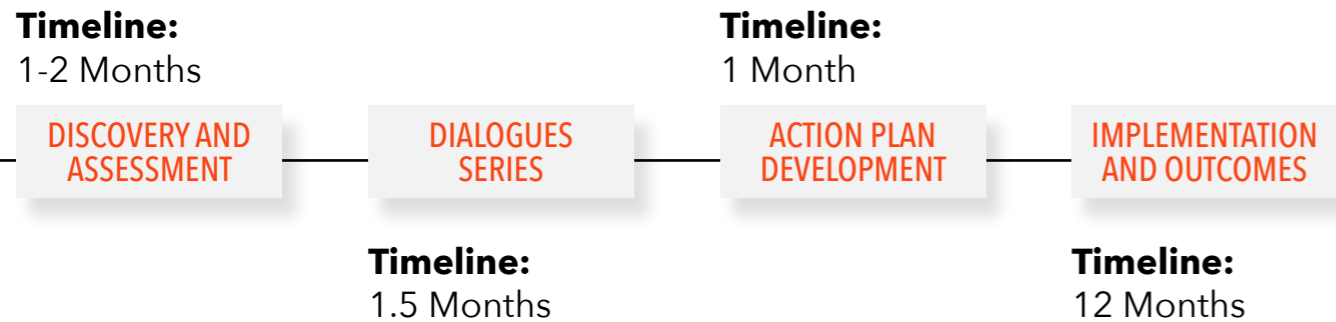 Timeline:
1-2 Months
DISCOVERY AND
ASSESSMENT
DIALOGUES
SERIES
Timeline:
1.5 Months
Timeline:
1 Month
ACTION PLAN
DEVELOPMENT
IMPLEMENTATION
AND OUTCOMES
Timeline:
12 Months